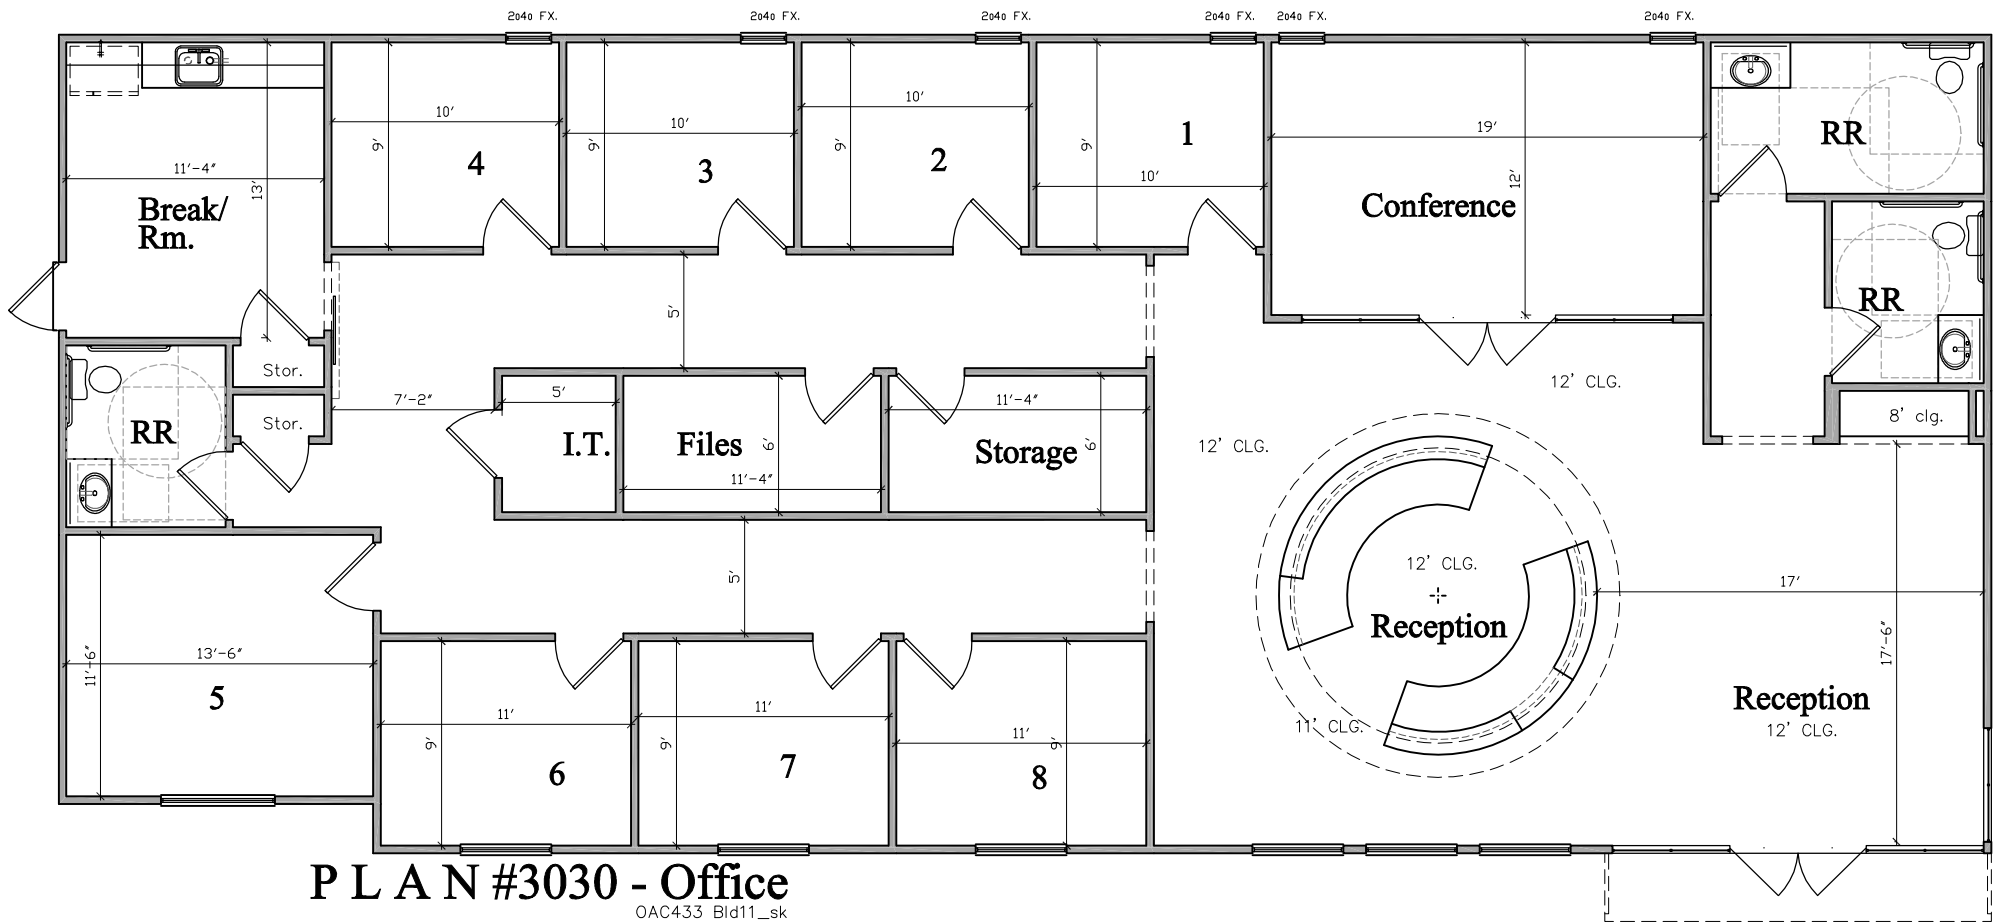 2040 FX.
2040 FX.
2040 FX.
2040 FX.
2040 FX.
2040 FX.
10'
9'
4
10'
9'
3
10'
9'
2
1
9'
10'
19'
12'
Conference
RR
11'-4"
13'
Break/
Rm.
RR
5'
Stor.
Stor.
RR
7'-2"
5'
I.T.
Files
6'
11'-4"
11'-4"
Storage
6'
12' CLG.
12' CLG.
8' clg.
12' CLG.
Reception
17'
17'-6"
Reception
12' CLG.
11' CLG.
5'
13'-6"
11'-6"
5
11'
9'
6
11'
9'
7
11'
9'
8
P L A N #3030 - Office
OAC433 Bld11_sk